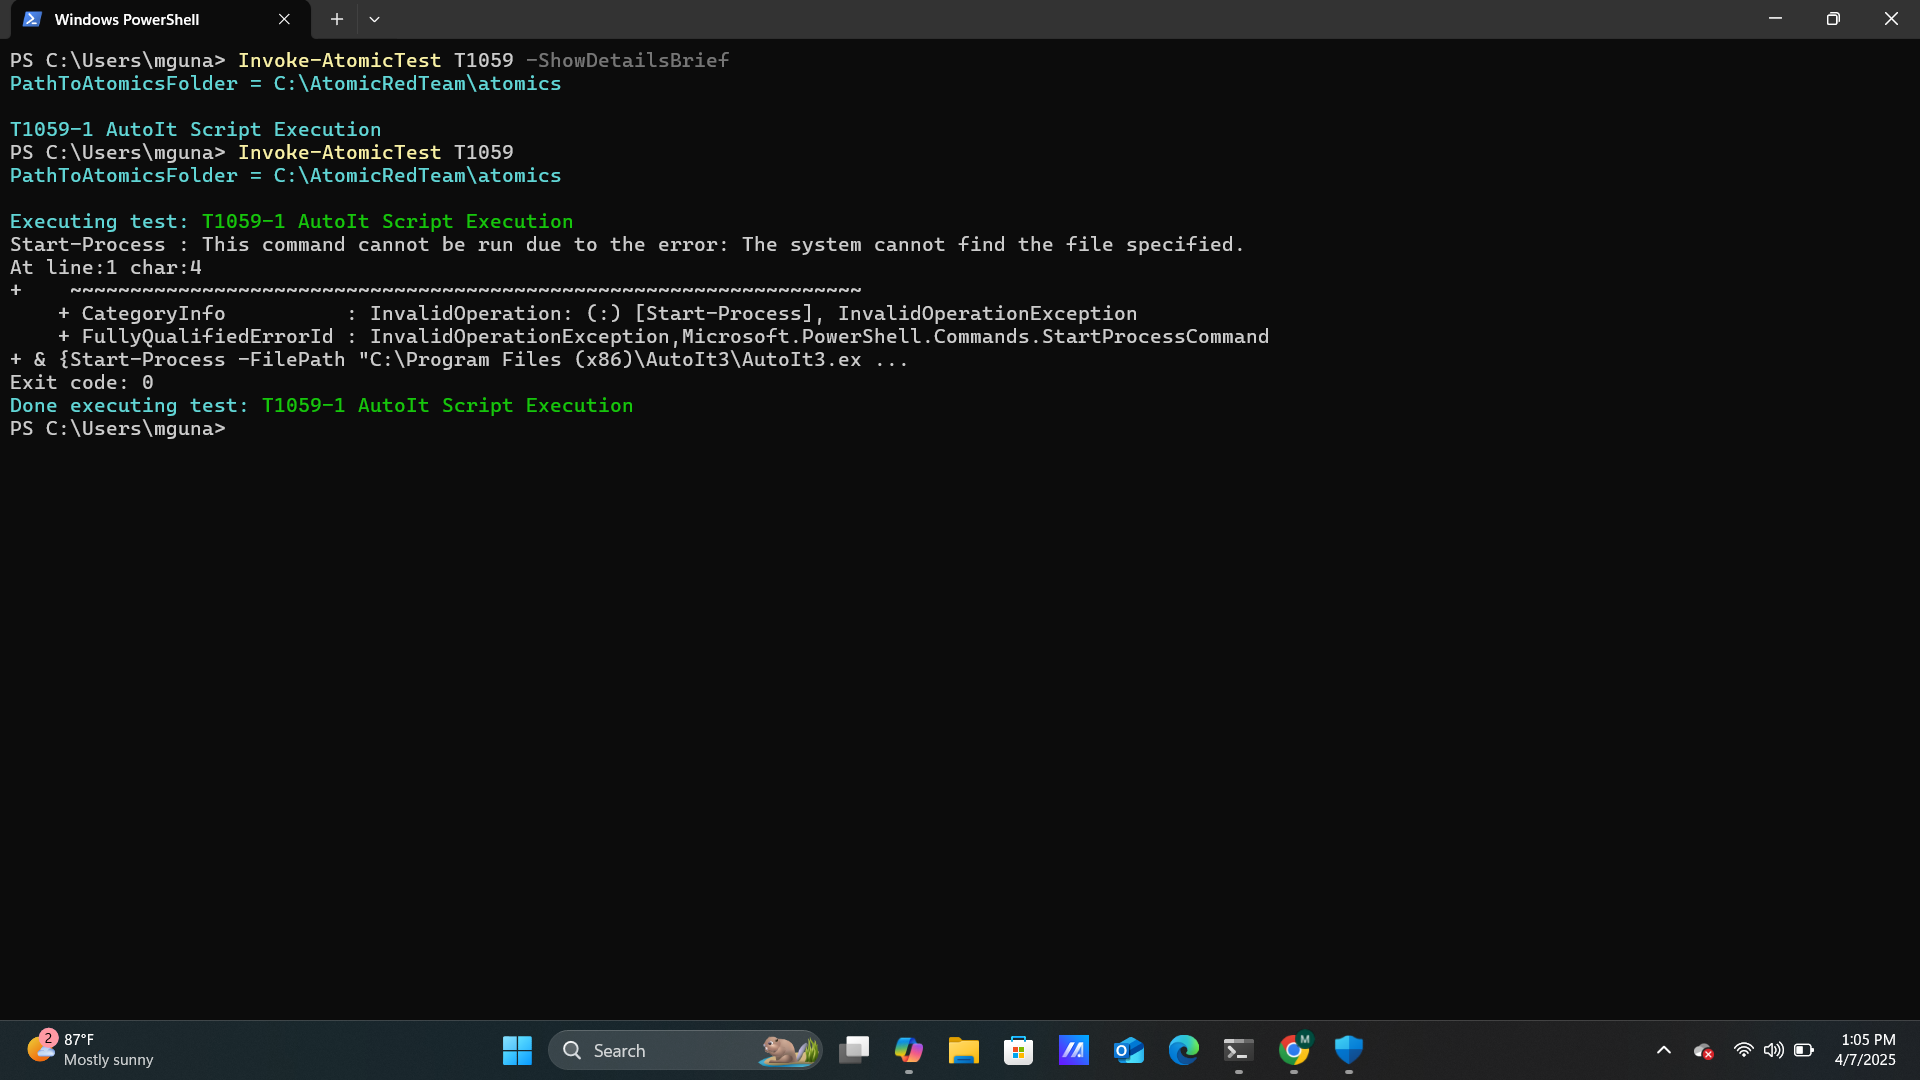 Windows PowerShell
PS C:\Users\mguna> Invoke-AtomicTest T1059 -ShowDetailsBrief
PathToAtomicsFolder = C:\AtomicRedTeam\atomics
T1059-1 AutoIt Script Execution
PS C:\Users\mguna> Invoke-AtomicTest T1059
PathToAtomicsFolder = C:\AtomicRedTeam\atomics
Executing test: T1059-1 AutoIt Script Execution
Start-Process : This command cannot be run due to the error: The system cannot find the file specified.
At line:1 char:4
+    ~~~~~~~~~~~~~~~~~~~~~~~~~~~~~~~~~~~~~~~~~~~~~~~~~~~~~~~~~~~~~~~~~~
    + CategoryInfo          : InvalidOperation: (:) [Start-Process], InvalidOperationException
    + FullyQualifiedErrorId : InvalidOperationException,Microsoft.PowerShell.Commands.StartProcessCommand
+ & {Start-Process -FilePath "C:\Program Files (x86)\AutoIt3\AutoIt3.ex ...
Exit code: 0
Done executing test: T1059-1 AutoIt Script Execution
PS C:\Users\mguna>
2
87°F
Mostly sunny
Search
M
1:05 PM
4/7/2025